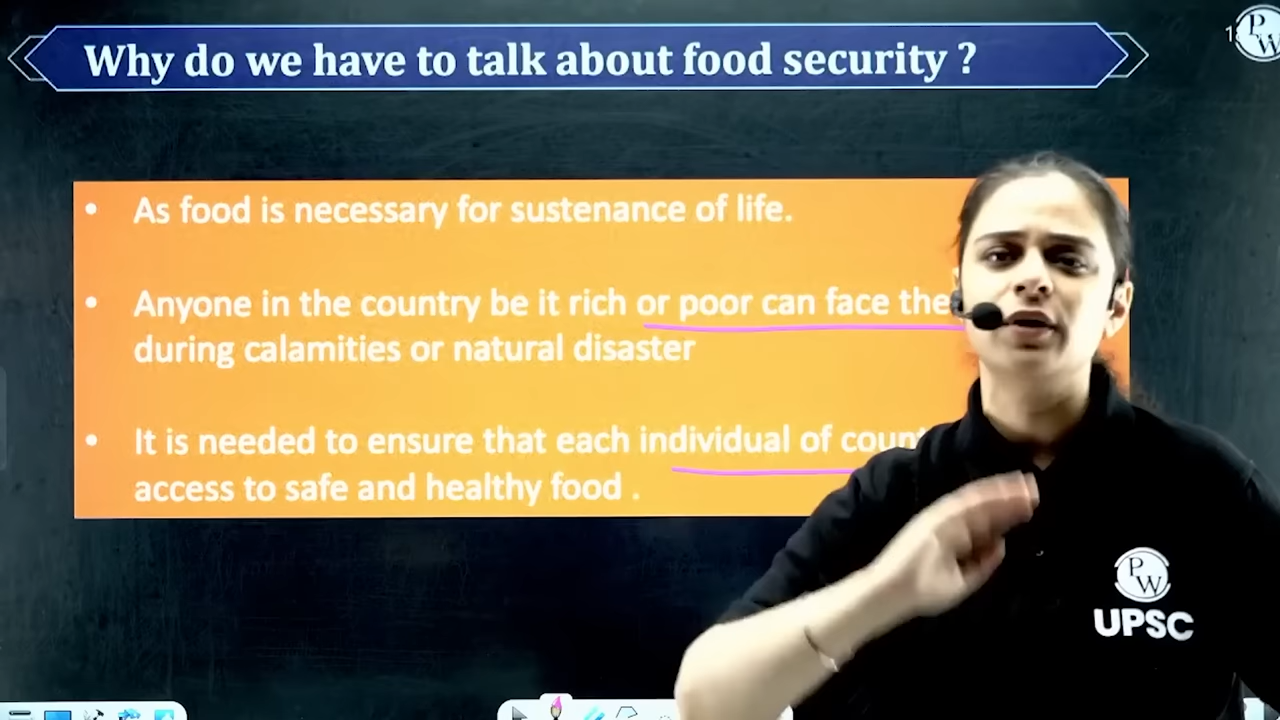 Why do we have to talk about food security ?
• As food is necessary for sustenance of life.
• Anyone in the country be it rich or poor can face the
during calamities or natural disaster
• It is needed to ensure that each individual of
access to safe and healthy food .
PW
PW
UPSC